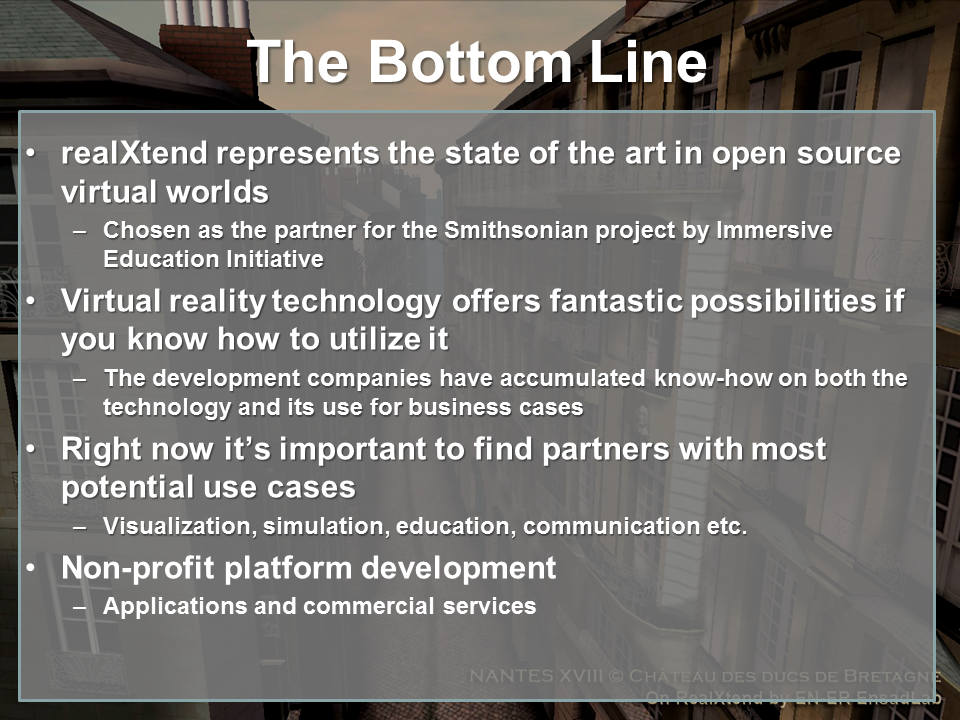 The Bottom Line
• realXtend represents the state of the art in open source
virtual worlds
– Chosen as the partner for the Smithsonian project by Immersive
Education Initiative
• Virtual reality technology offers fantastic possibilities if
you know how to utilize it
– The development companies have accumulated know-how on both the
technology and its use for business cases
• Right now it’s important to find partners with most
potential use cases
– Visualization, simulation, education, communication etc.
• Non-profit platform development
– Applications and commercial services
NANTES XVIII © Château des ducs de Bretagne
On RealXtend by EN-ER EnsadLab